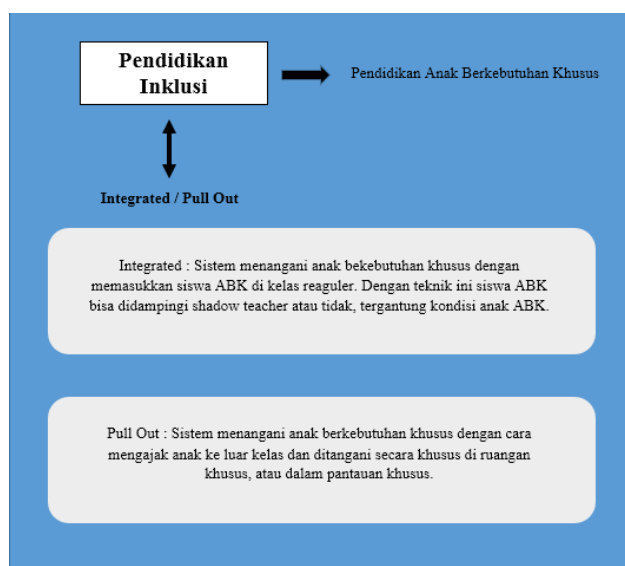 Pendidikan
Inklusi
Pendidikan Anak Berkebutuhan Khusus
Integrated / Pull Out
Integrated : Sistem menangani anak bekebutuhan khusus dengan
memasukkan siswa ABK di kelas reaguler. Dengan teknik ini siswa ABK
bisa didampingi shadow teacher atau tidak, tergantung kondisi anak ABK.
Pull Out : Sistem menangani anak berkebutuhan khusus dengan cara
mengajak anak ke luar kelas dan ditangani secara khusus di ruangan
khusus, atau dalam pantauan khusus.